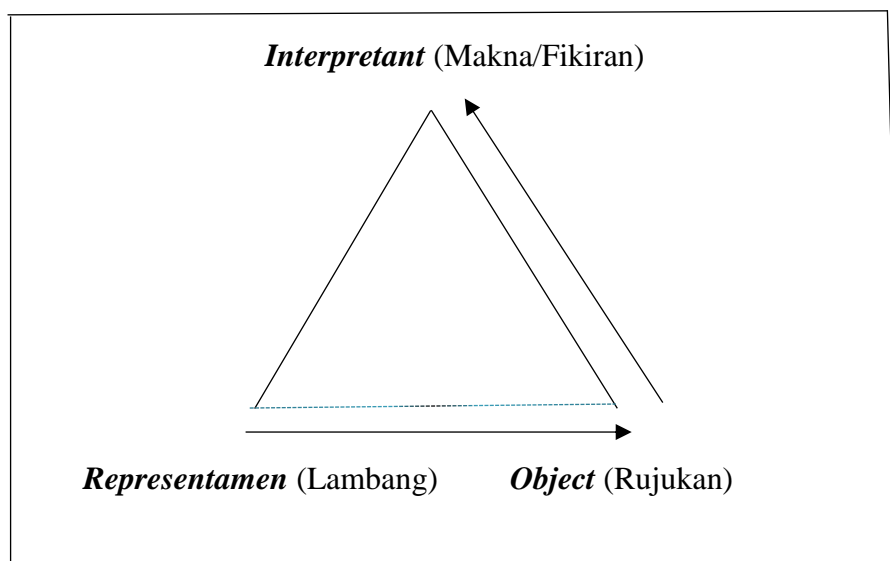 Interpretant (Makna/Fikiran)
Representamen (Lambang) Object (Rujukan)